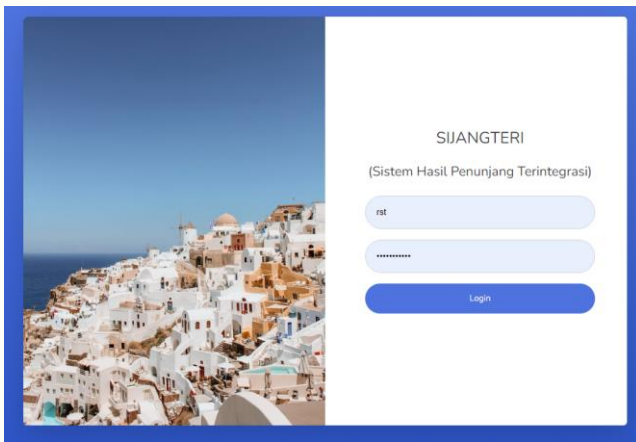 SIJANGTERI
(Sistem Hasil Penunjang Terintegrasi)
rst
•••••••••••
Login